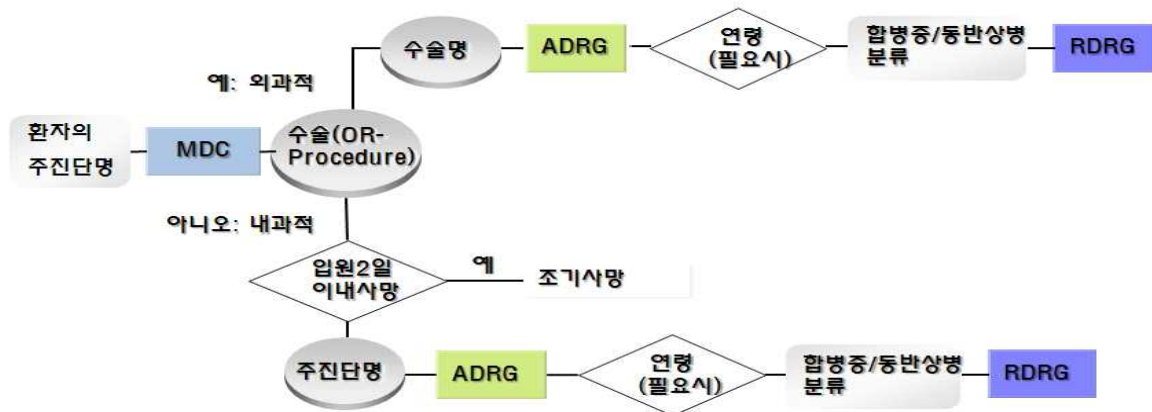 수술명
ADRG
연령
(필요시)
합병증/동반상병
분류
RDRG
예: 외과적
환자의
주진단명
MDC
수술(OR-
Procedure)
아니오: 내과적
입원2일
이내사망
예
조기사망
주진단명
ADRG
연령
(필요시)
합병증/동반상병
분류
RDRG